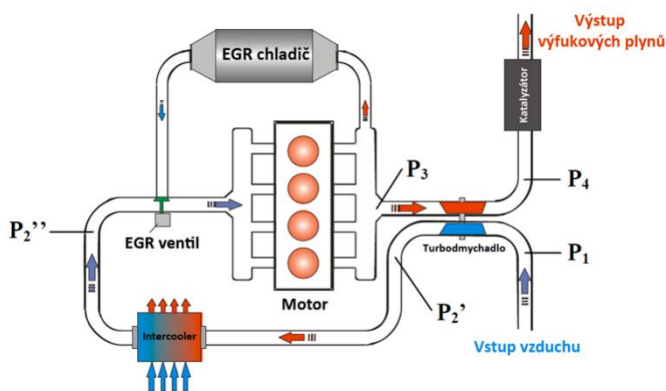 Výstup
výfukových plynů
EGR chladič
Katalyzátor
P₃
P₄
P₂’’
EGR ventil
Turbodmychadlo
P₁
Motor
P₂’
Intercooler
Vstup vzduchu